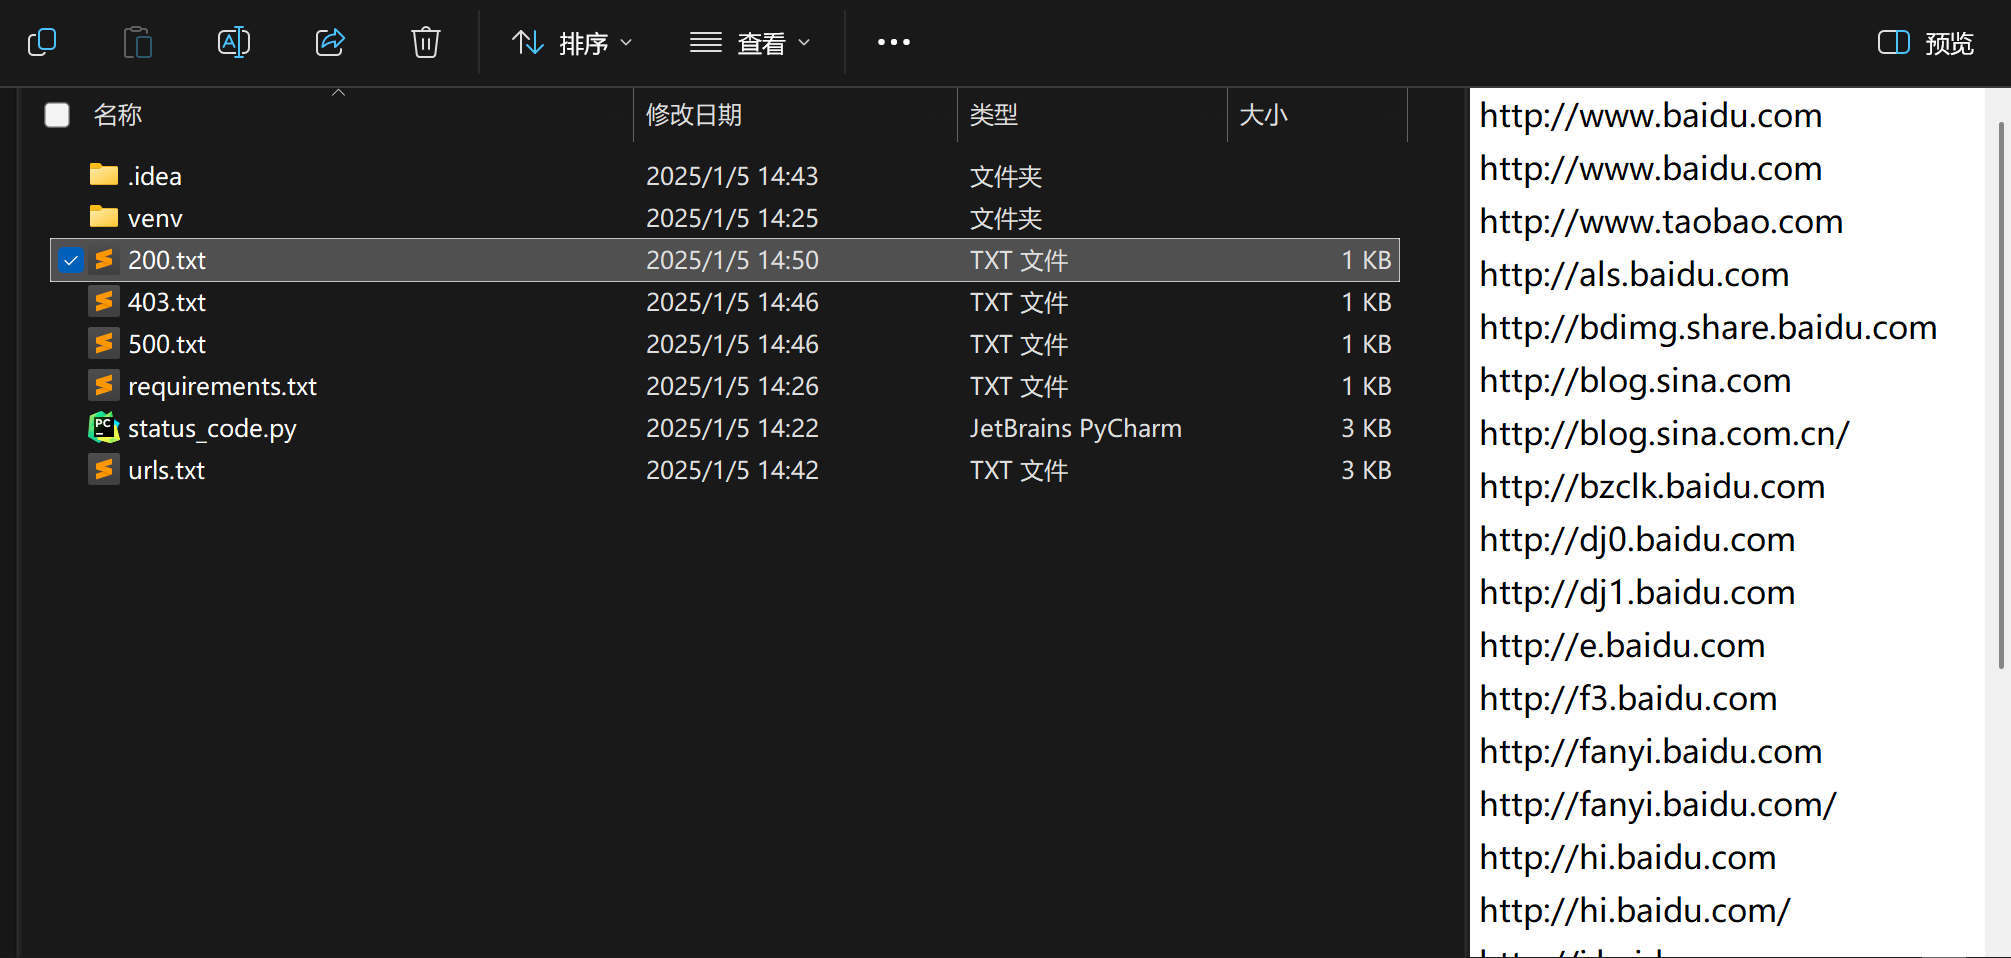 排序
查看
预览
名称 修改日期 类型 大小
.idea 2025/1/5 14:43 文件夹
venv 2025/1/5 14:25 文件夹
200.txt 2025/1/5 14:50 TXT 文件 1 KB
403.txt 2025/1/5 14:46 TXT 文件 1 KB
500.txt 2025/1/5 14:46 TXT 文件 1 KB
requirements.txt 2025/1/5 14:26 TXT 文件 1 KB
status_code.py 2025/1/5 14:22 JetBrains PyCharm 3 KB
urls.txt 2025/1/5 14:42 TXT 文件 3 KB
http://www.baidu.com
http://www.baidu.com
http://www.taobao.com
http://als.baidu.com
http://bdimg.share.baidu.com
http://blog.sina.com
http://blog.sina.com.cn/
http://bzclk.baidu.com
http://dj0.baidu.com
http://dj1.baidu.com
http://e.baidu.com
http://f3.baidu.com
http://fanyi.baidu.com
http://fanyi.baidu.com/
http://hi.baidu.com
http://hi.baidu.com/